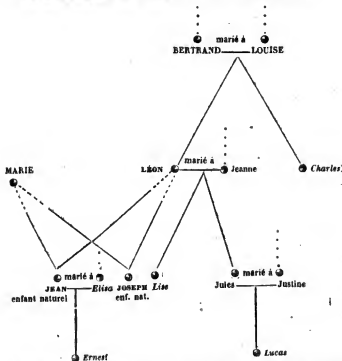 marié à
BERTRAND LOUISE
MARIE LÉON marié à Jeanne Charles
marié à marié à
JEAN Elisa JOSEPH Lise Jules Justine
enfant naturel enf. nat.
Ernest Lucas